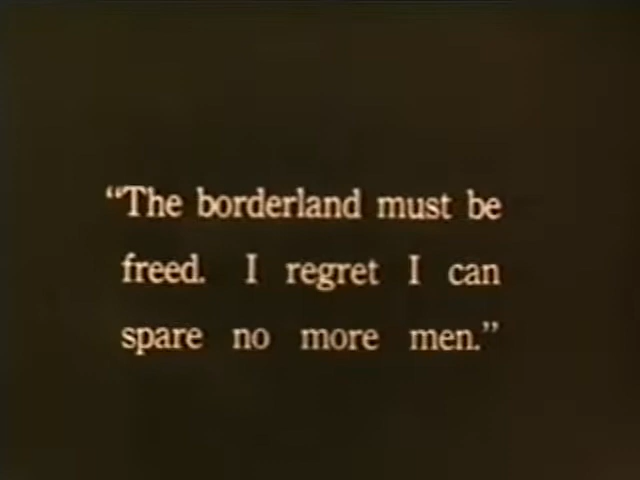 “The borderland must be
freed. I regret I can
spare no more men.”